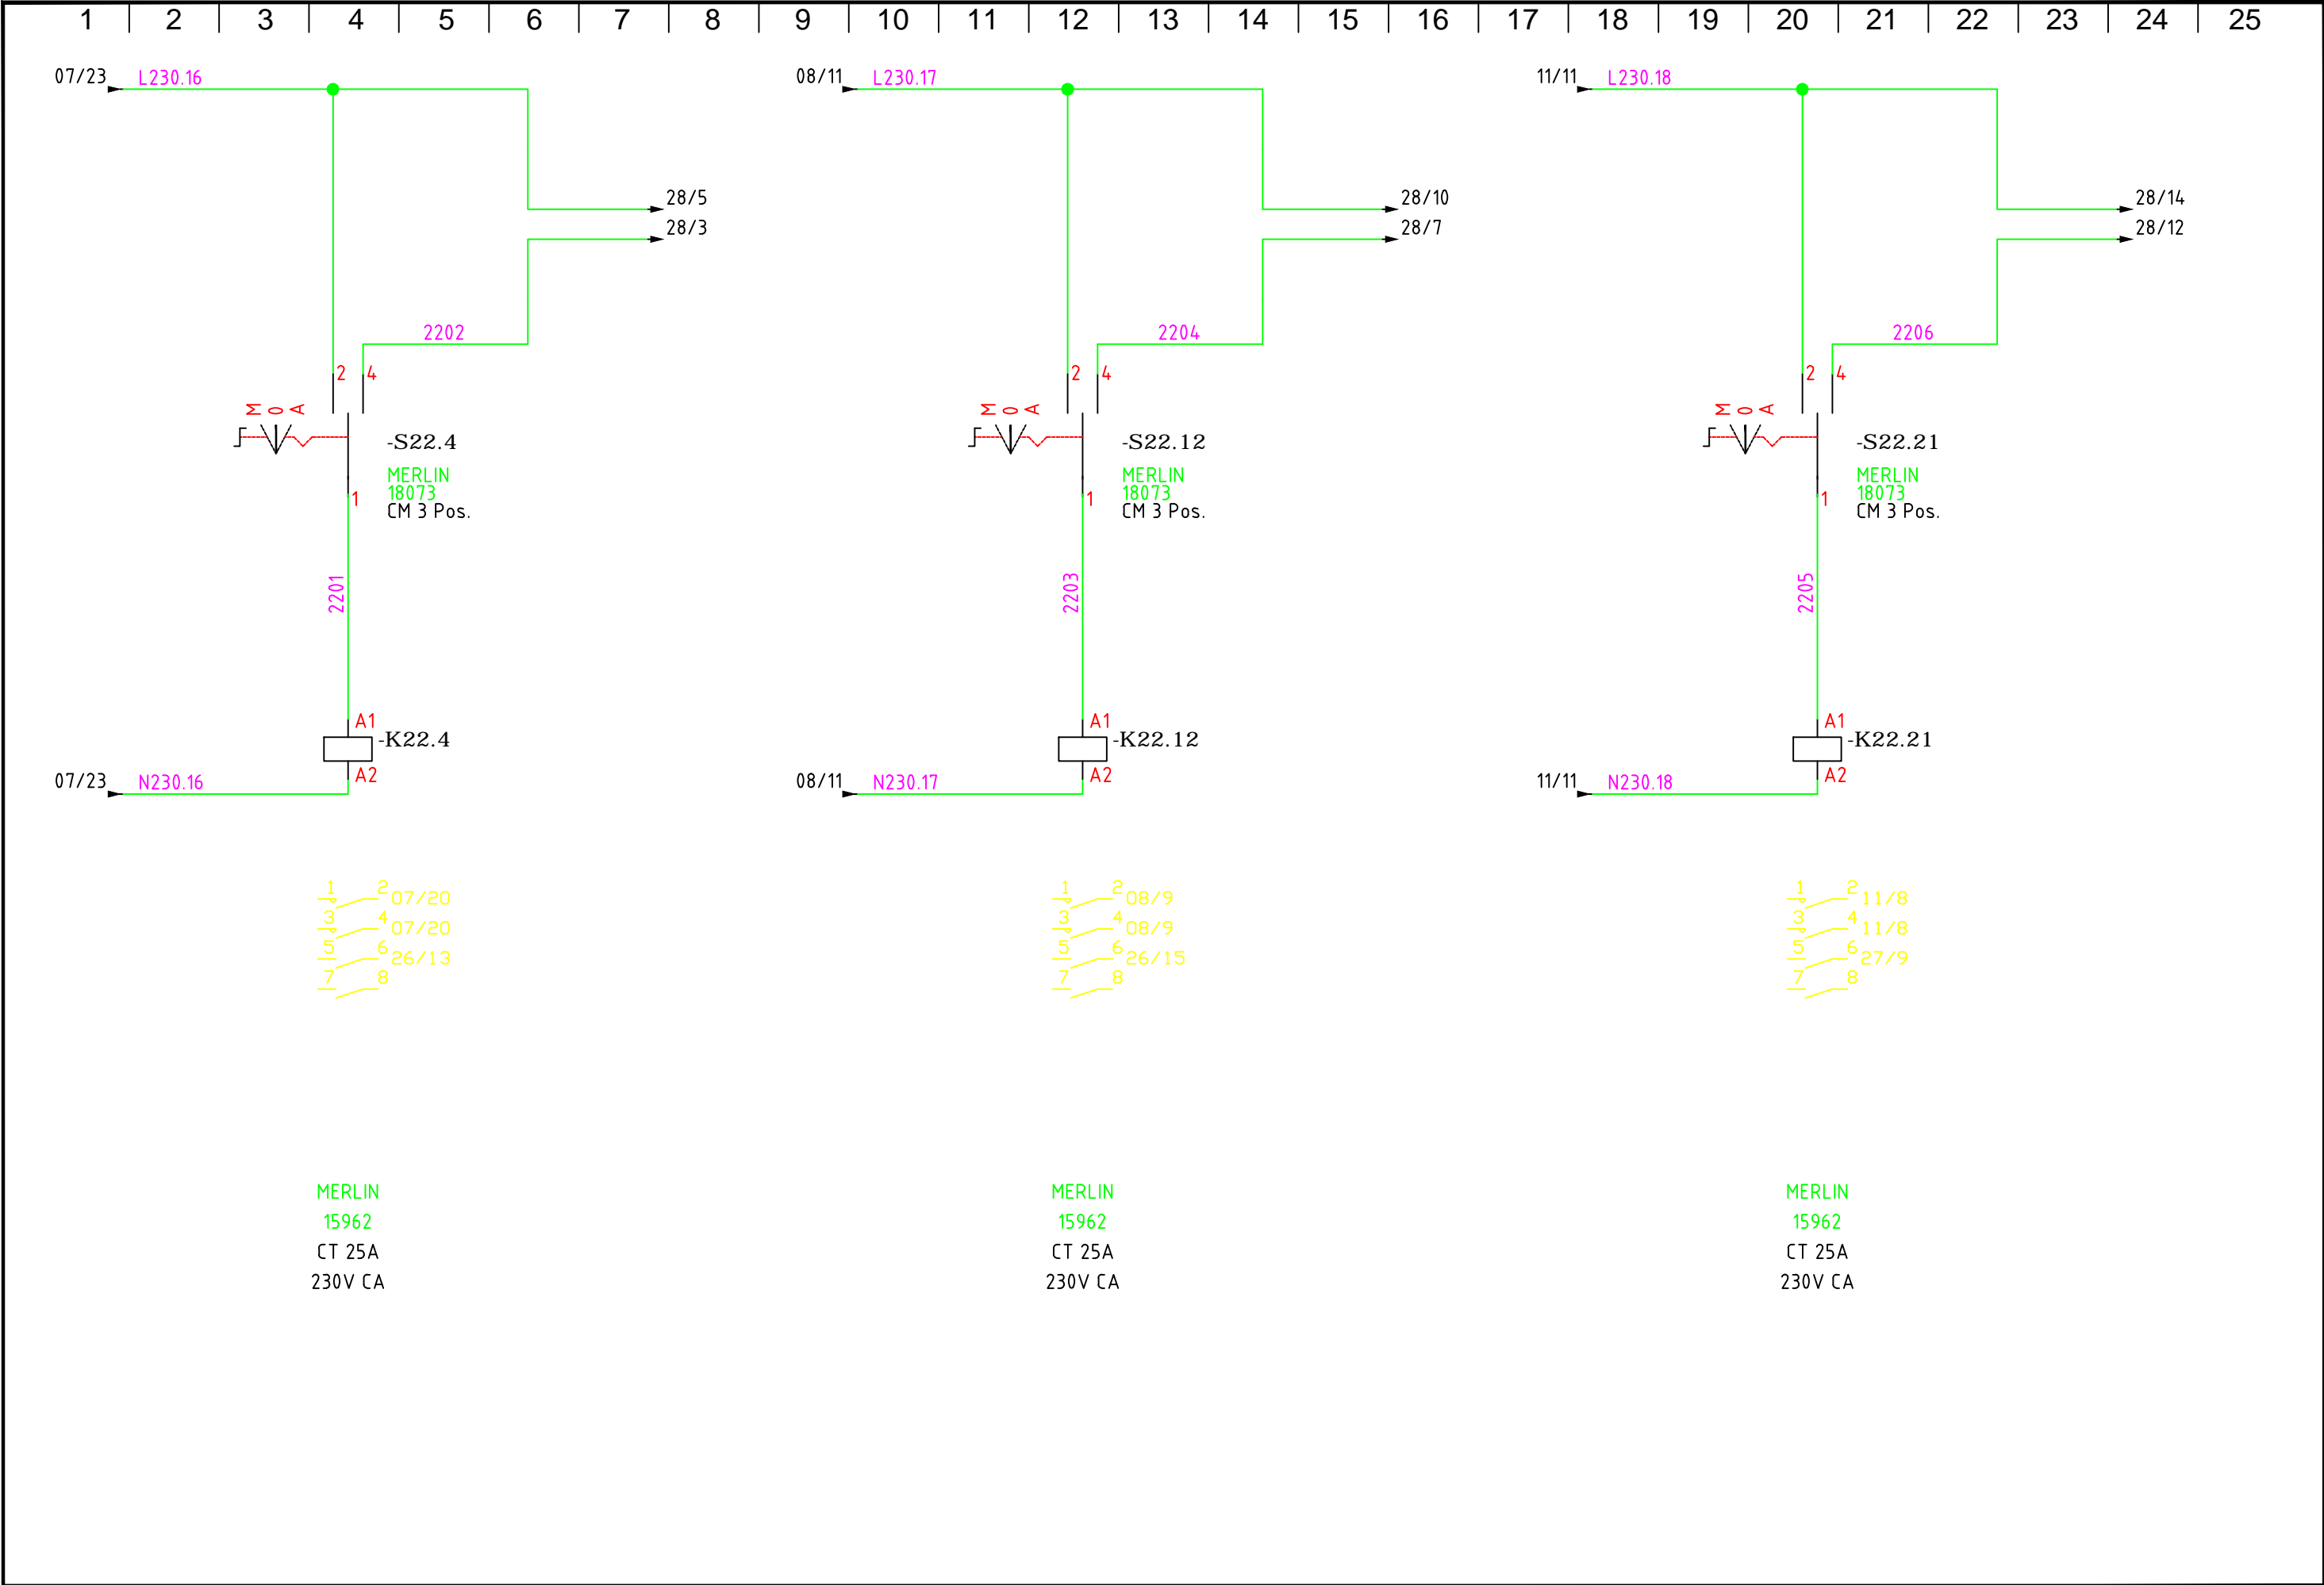 1 2 3 4 5 6 7 8 9 10 11 12 13 14 15 16 17 18 19 20 21 22 23 24 25
07/23 L230.16
28/5
28/3
2202
2 4
M 0 A
-S22.4
MERLIN
18073
CM 3 Pos.
1
2201
A1
-K22.4
A2
07/23 N230.16
1 2 07/20
3 4 07/20
5 6 26/13
7 8
MERLIN
15962
CT 25A
230V CA
08/11 L230.17
28/10
28/7
2204
2 4
M 0 A
-S22.12
MERLIN
18073
CM 3 Pos.
1
2203
A1
-K22.12
A2
08/11 N230.17
1 2 08/9
3 4 08/9
5 6 26/15
7 8
MERLIN
15962
CT 25A
230V CA
11/11 L230.18
28/14
28/12
2206
2 4
M 0 A
-S22.21
MERLIN
18073
CM 3 Pos.
1
2205
A1
-K22.21
A2
11/11 N230.18
1 2 11/8
3 4 11/8
5 6 27/9
7 8
MERLIN
15962
CT 25A
230V CA